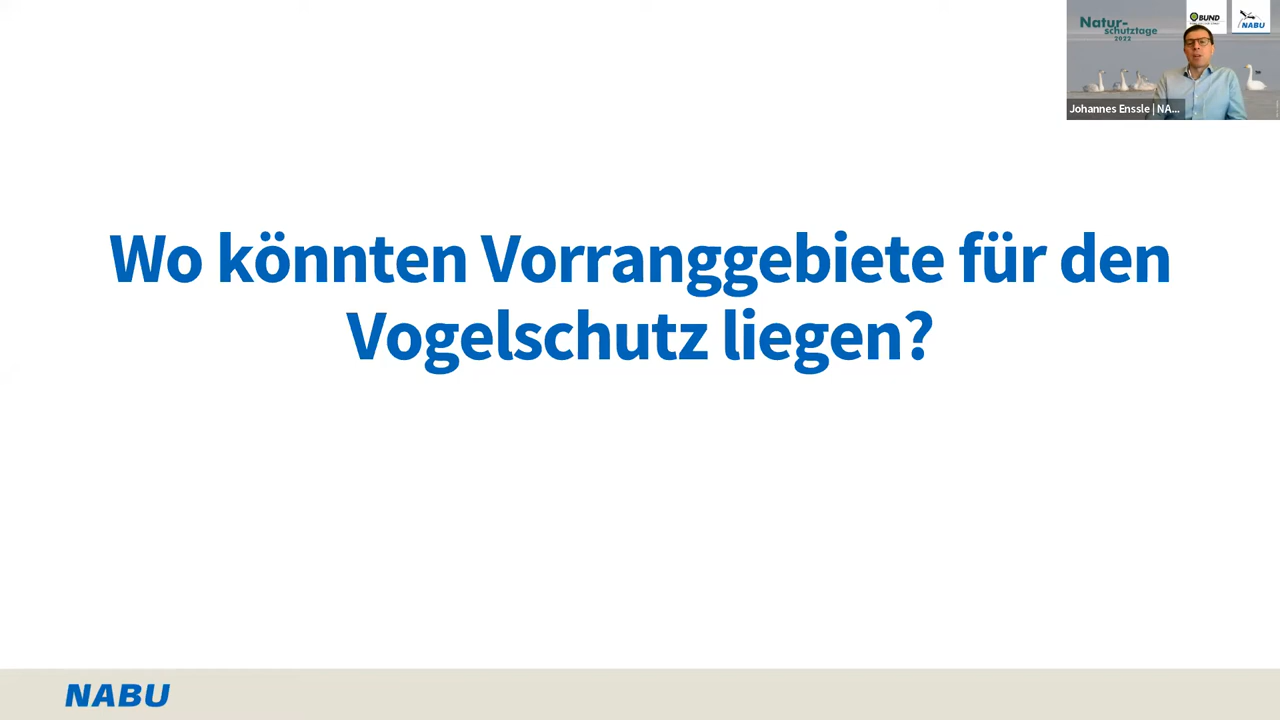 Natur-
schutztage
2022
BUND
NABU
Johannes Enssle | NA...
Wo könnten Vorranggebiete für den
Vogelschutz liegen?
NABU